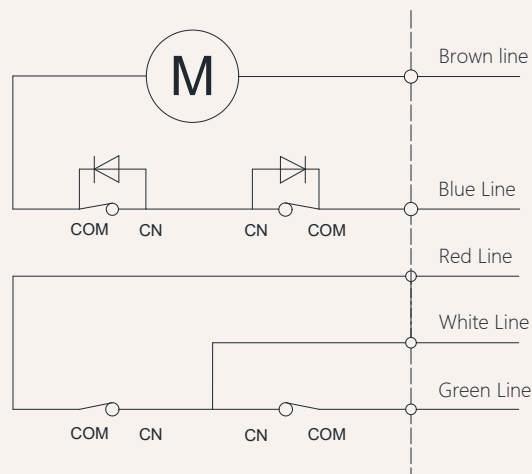 Brown line
M
Blue Line
COM CN CN COM
Red Line
White Line
Green Line
COM CN CN COM